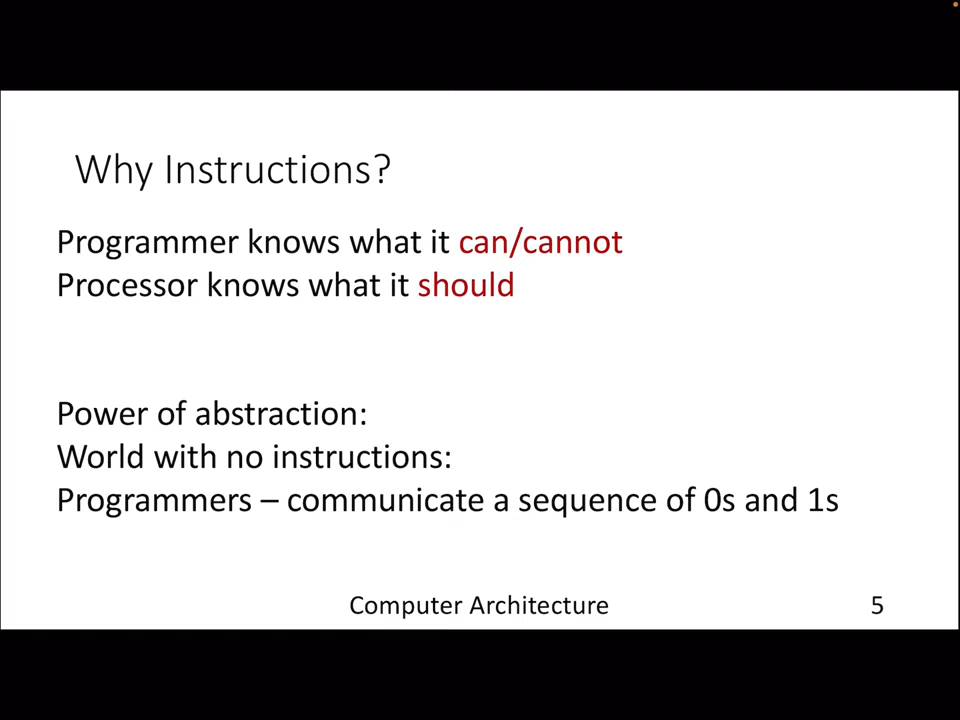 Why Instructions?
Programmer knows what it can/cannot
Processor knows what it should
Power of abstraction:
World with no instructions:
Programmers – communicate a sequence of 0s and 1s
Computer Architecture
5